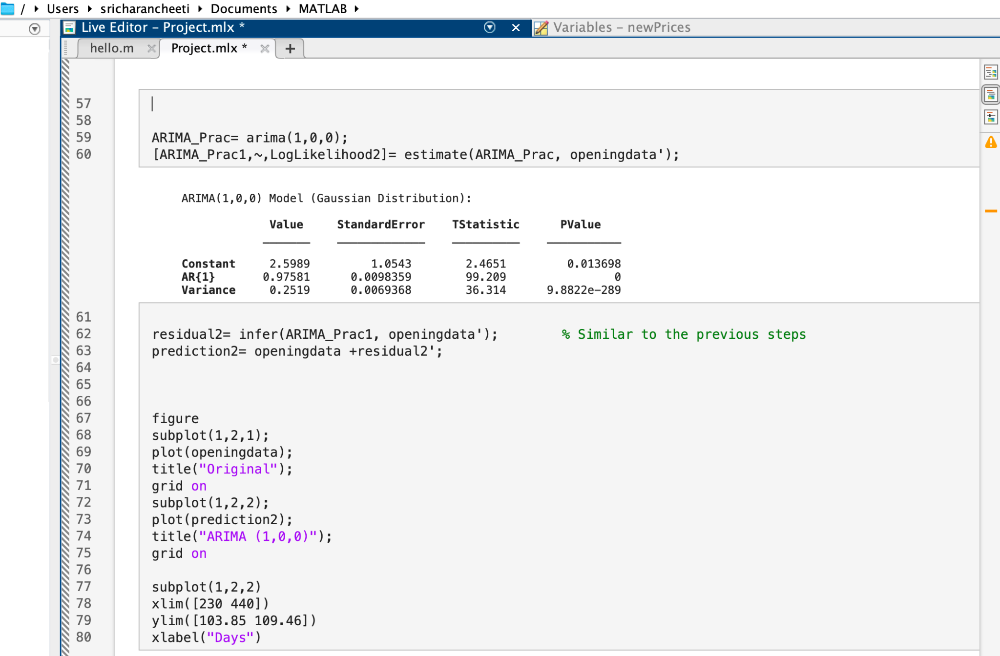 / Users sricharancheeti Documents MATLAB
Live Editor – Project.mlx *
Variables – newPrices
hello.m Project.mlx * +
57
58
59 ARIMA_Prac= arima(1,0,0);
60 [ARIMA_Prac1,~,LogLikelihood2]= estimate(ARIMA_Prac, openingdata');
ARIMA(1,0,0) Model (Gaussian Distribution):
Value StandardError TStatistic PValue
Constant 2.5989 1.0543 2.4651 0.013698
AR{1} 0.97581 0.0098359 99.209 0
Variance 0.2519 0.0069368 36.314 9.8822e-289
61
62 residual2= infer(ARIMA_Prac1, openingdata'); % Similar to the previous steps
63 prediction2= openingdata +residual2';
64
65
66
67 figure
68 subplot(1,2,1);
69 plot(openingdata);
70 title("Original");
71 grid on
72 subplot(1,2,2);
73 plot(prediction2);
74 title("ARIMA (1,0,0)");
75 grid on
76
77 subplot(1,2,2)
78 xlim([230 440])
79 ylim([103.85 109.46])
80 xlabel("Days")